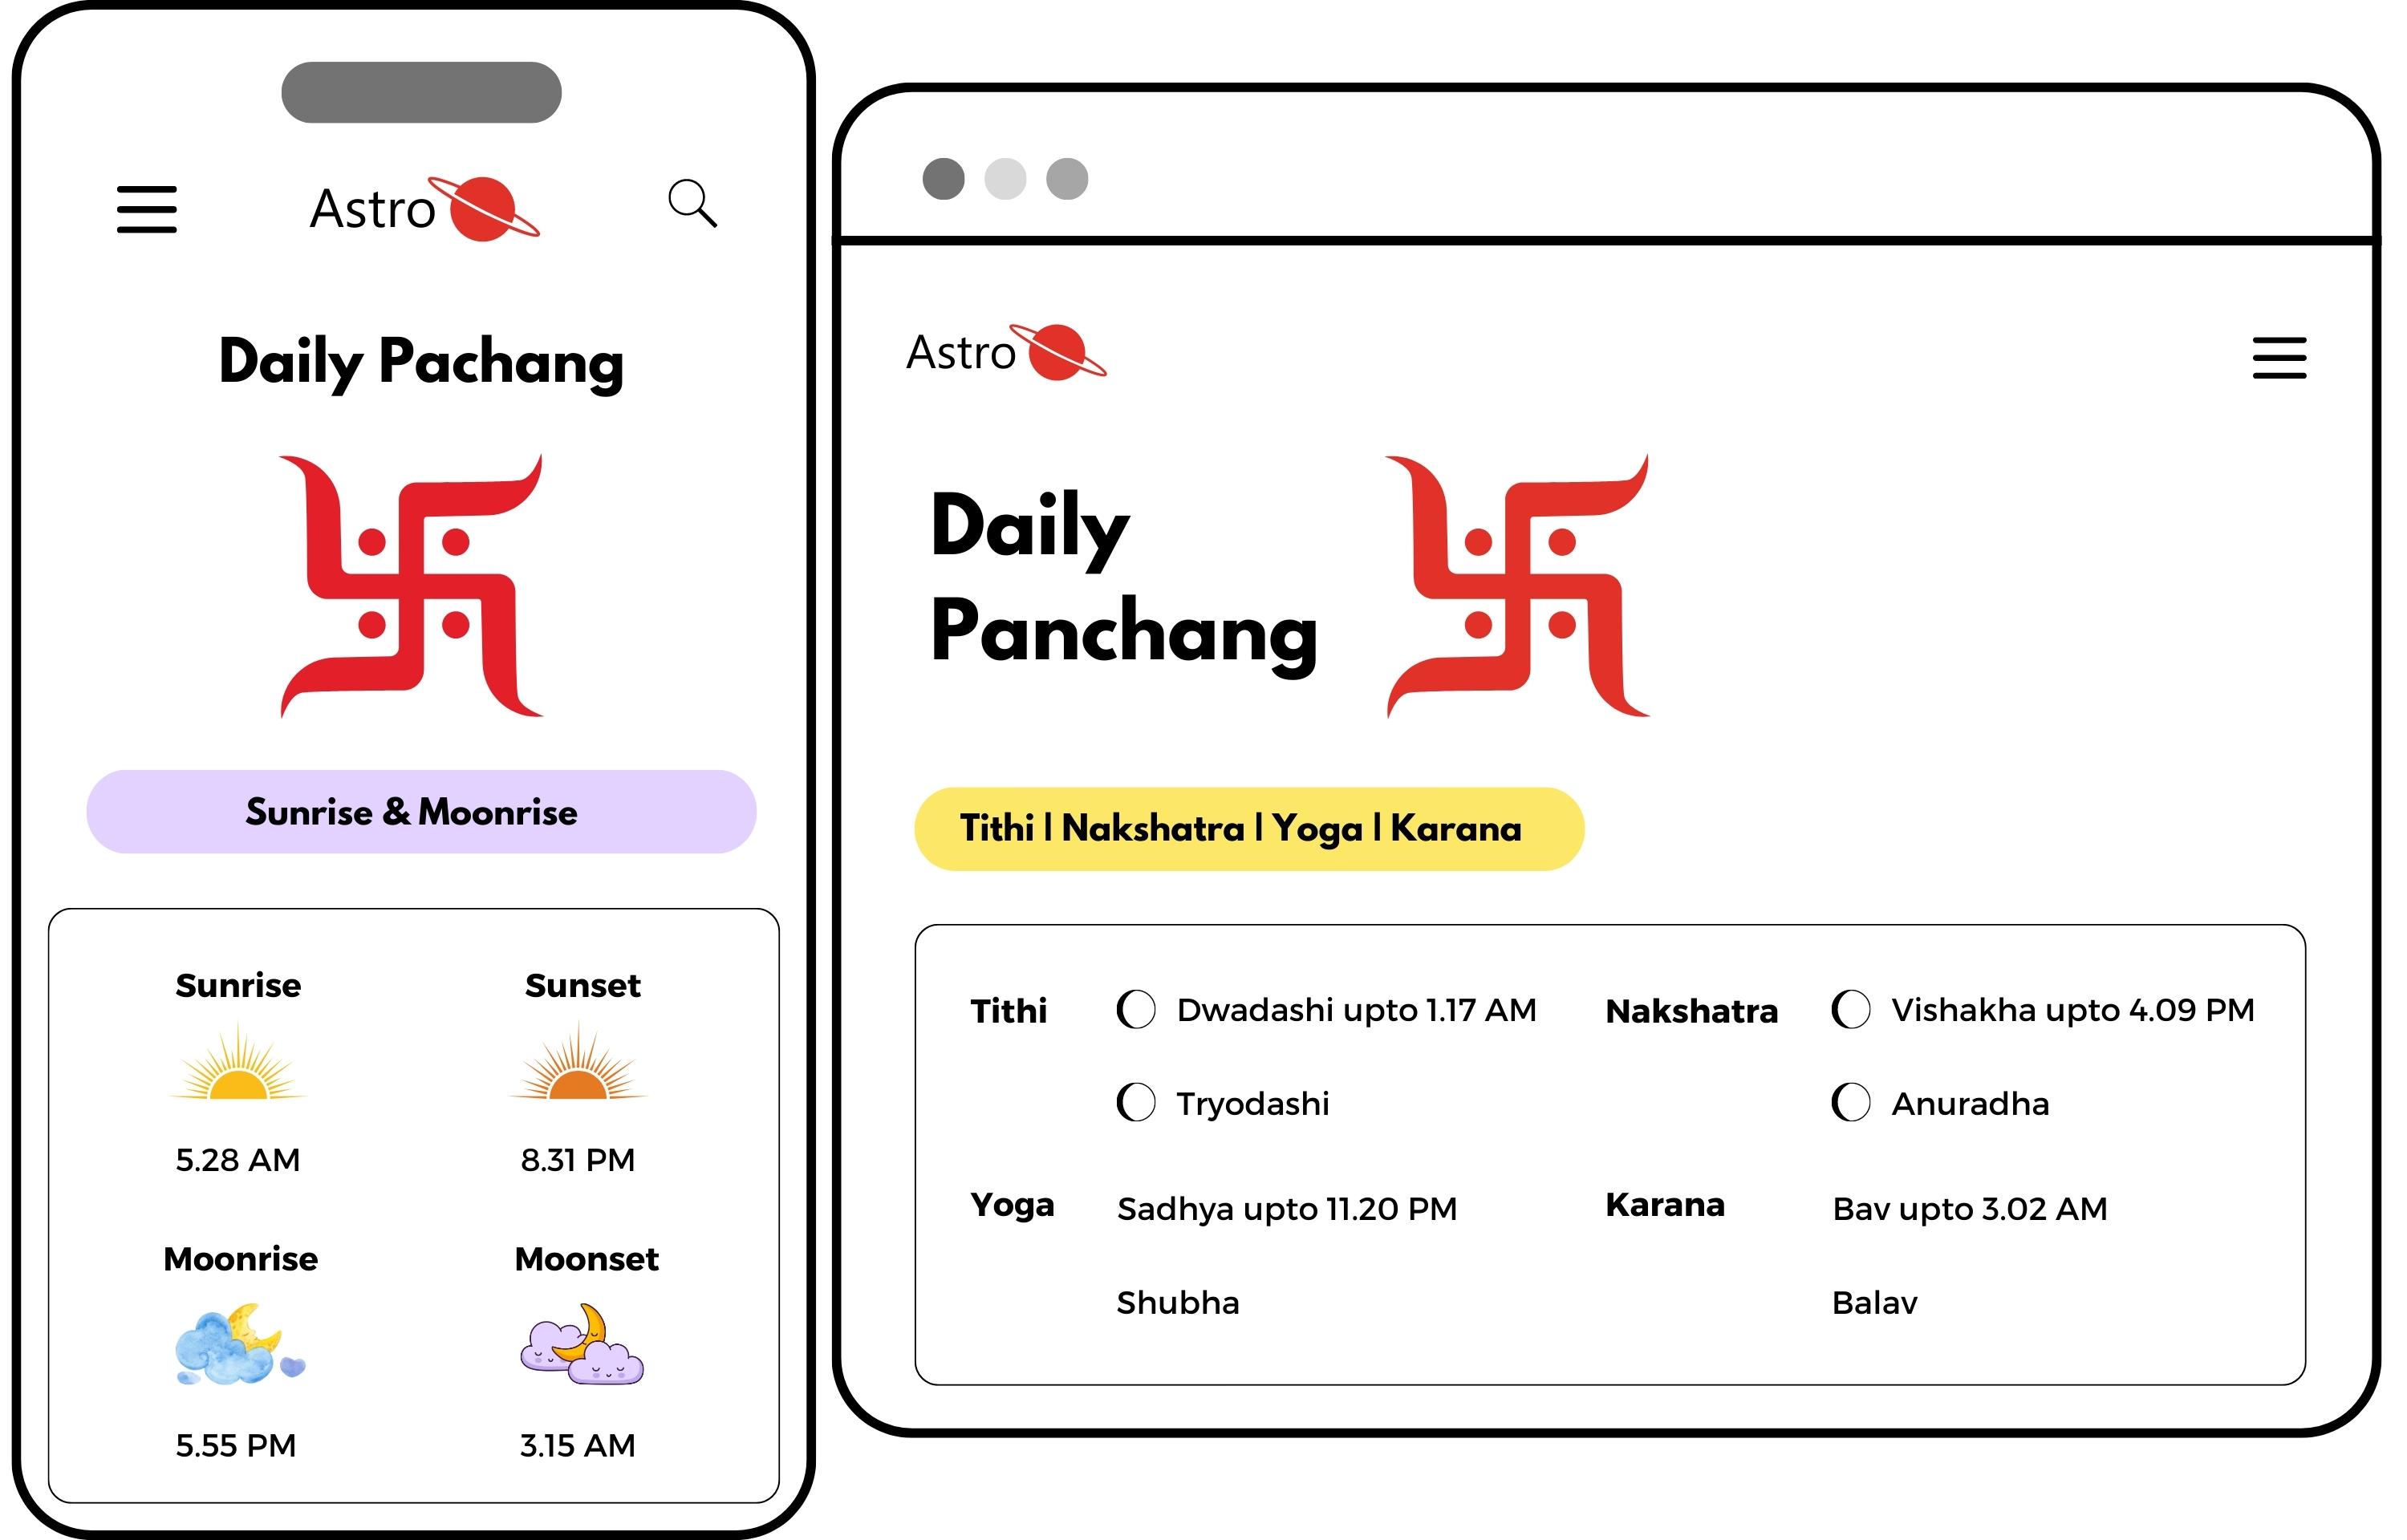 Astro
Daily Pachang
Sunrise & Moonrise
Sunrise
Sunset
5.28 AM
8.31 PM
Moonrise
Moonset
5.55 PM
3.15 AM
Astro
Daily
Panchang
Tithi | Nakshatra | Yoga | Karana
Tithi
Dwadashi upto 1.17 AM
Nakshatra
Vishakha upto 4.09 PM
Tryodashi
Anuradha
Yoga
Sadhya upto 11.20 PM
Karana
Bav upto 3.02 AM
Shubha
Balav